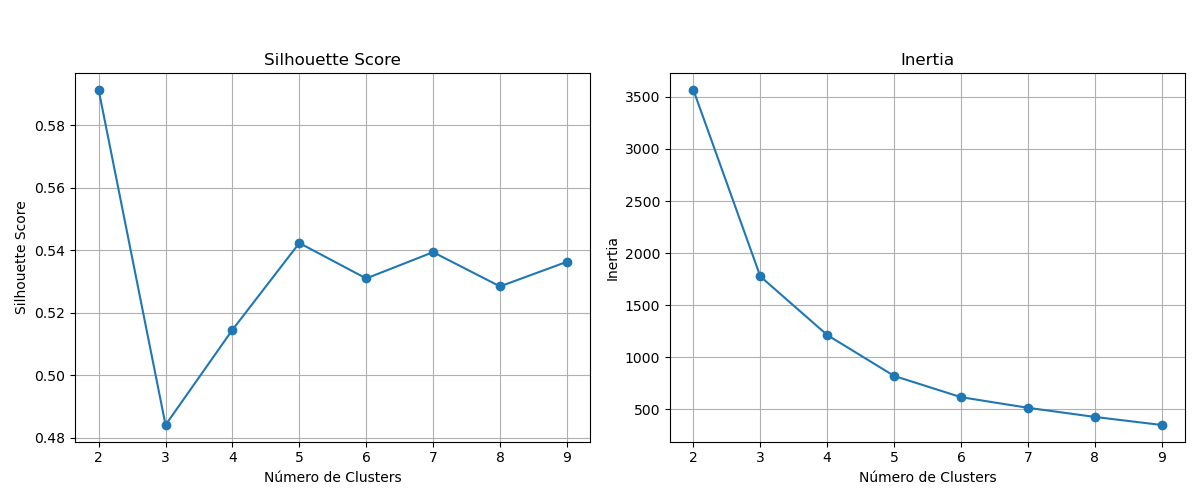 Silhouette Score
Silhouette Score
0.58
0.56
0.54
0.52
0.50
0.48
2 3 4 5 6 7 8 9
Número de Clusters
Inertia
Inertia
3500
3000
2500
2000
1500
1000
500
2 3 4 5 6 7 8 9
Número de Clusters